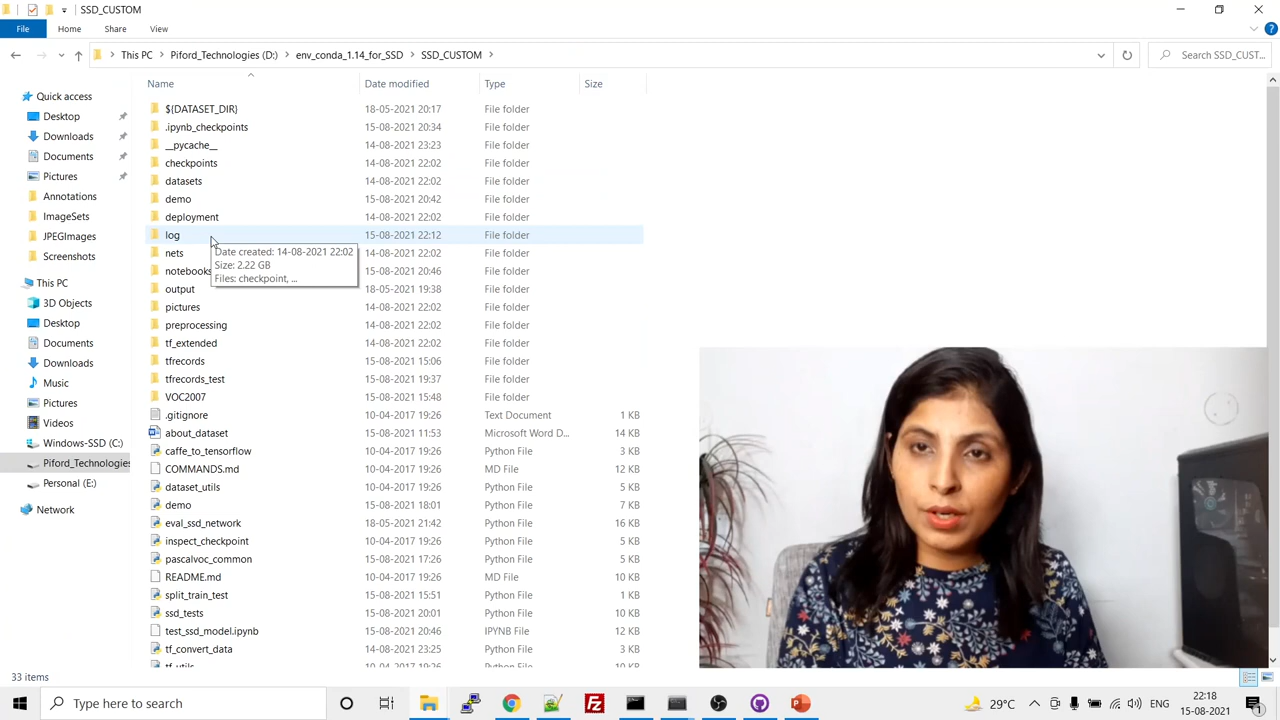 SSD_CUSTOM
File Home Share View
This PC Piford_Technologies (D:) env_conda_1.14_for_SSD SSD_CUSTOM Search SSD_CUST...
Name Date modified Type Size
Quick access
Desktop
Downloads
Documents
Pictures
Annotations
ImageSets
JPEGImages
Screenshots
This PC
3D Objects
Desktop
Documents
Downloads
Music
Pictures
Videos
Windows-SSD (C:)
Piford_Technologies
Personal (E:)
Network
${DATASET_DIR} 18-05-2021 20:17 File folder
.ipynb_checkpoints 15-08-2021 20:34 File folder
__pycache__ 14-08-2021 23:23 File folder
checkpoints 14-08-2021 22:02 File folder
datasets 14-08-2021 22:02 File folder
demo 15-08-2021 20:42 File folder
deployment 14-08-2021 22:02 File folder
log 15-08-2021 22:12 File folder
nets 14-08-2021 22:02 File folder
notebooks 15-08-2021 20:46 File folder
Date created: 14-08-2021 22:02
Size: 2.22 GB
Files: checkpoint, ...
output 18-05-2021 19:38 File folder
pictures 14-08-2021 22:02 File folder
preprocessing 14-08-2021 22:02 File folder
tf_extended 14-08-2021 22:02 File folder
tfrecords 15-08-2021 15:06 File folder
tfrecords_test 15-08-2021 19:37 File folder
VOC2007 15-08-2021 15:48 File folder
.gitignore 10-04-2017 19:26 Text Document 1 KB
about_dataset 15-08-2021 11:53 Microsoft Word D... 14 KB
caffe_to_tensorflow 10-04-2017 19:26 Python File 3 KB
COMMANDS.md 10-04-2017 19:26 MD File 12 KB
dataset_utils 10-04-2017 19:26 Python File 5 KB
demo 15-08-2021 18:01 Python File 7 KB
eval_ssd_network 18-05-2021 21:42 Python File 16 KB
inspect_checkpoint 10-04-2017 19:26 Python File 5 KB
pascalvoc_common 15-08-2021 17:26 Python File 5 KB
README.md 10-04-2017 19:26 MD File 10 KB
split_train_test 15-08-2021 15:51 Python File 1 KB
ssd_tests 15-08-2021 20:01 Python File 10 KB
test_ssd_model.ipynb 15-08-2021 20:46 IPYNB File 12 KB
tf_convert_data 14-08-2021 23:25 Python File 3 KB
tf_utils 10-04-2017 19:26 Python File 10 KB
33 items
Type here to search
29°C ENG 22:18
15-08-2021